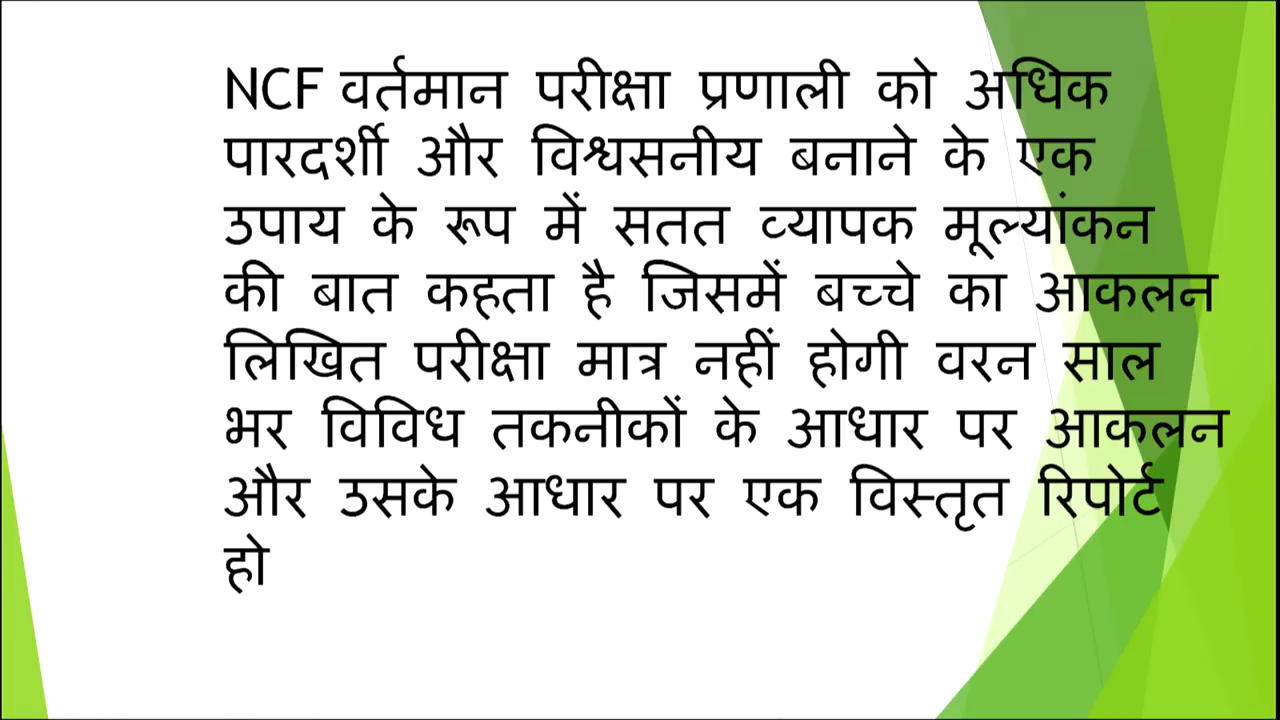 NCF वर्तमान परीक्षा प्रणाली को अधिक
पारदर्शी और विश्वसनीय बनाने के एक
उपाय के रूप में सतत व्यापक मूल्यांकन
की बात कहता है जिसमें बच्चे का आकलन
लिखित परीक्षा मात्र नहीं होगी वरन साल
भर विविध तकनीकों के आधार पर आकलन
और उसके आधार पर एक विस्तृत रिपोर्ट
हो